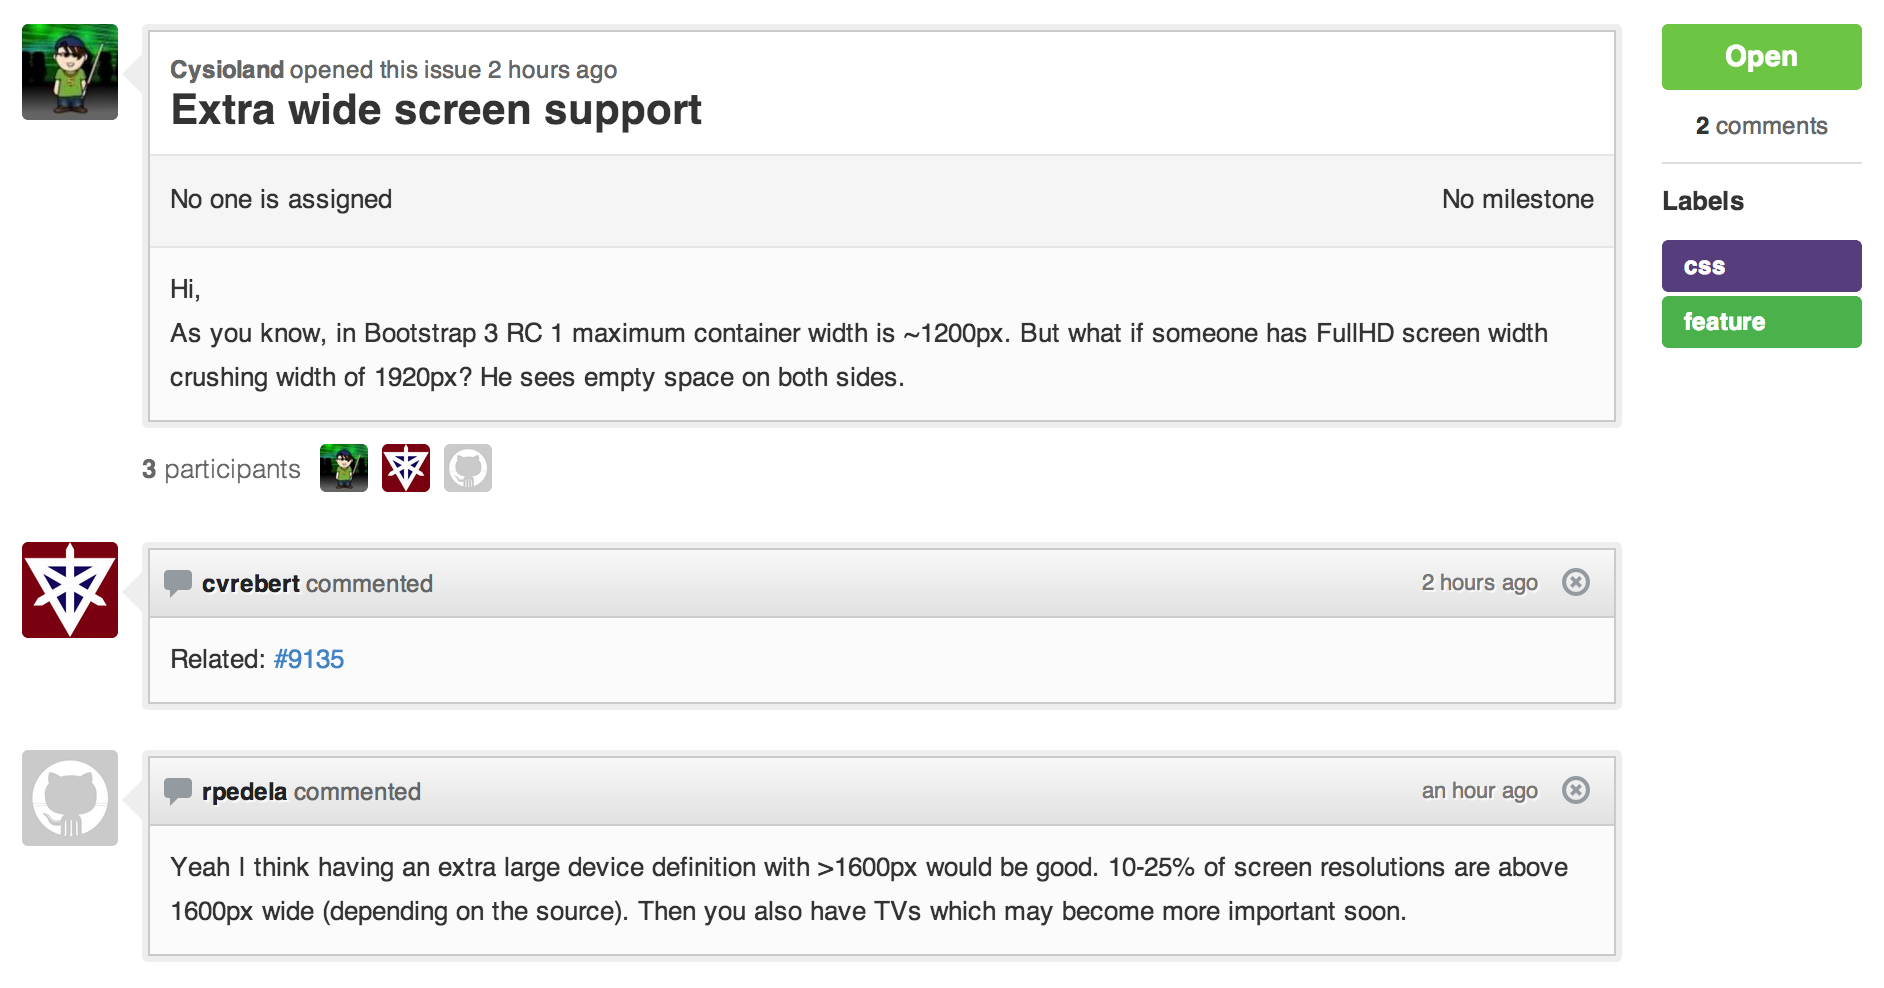 Cysioland opened this issue 2 hours ago
Extra wide screen support
No one is assigned
No milestone
Hi,
As you know, in Bootstrap 3 RC 1 maximum container width is ~1200px. But what if someone has FullHD screen width
crushing width of 1920px? He sees empty space on both sides.
3 participants
cvrebert commented
2 hours ago
Related: #9135
rpedela commented
an hour ago
Yeah I think having an extra large device definition with >1600px would be good. 10-25% of screen resolutions are above
1600px wide (depending on the source). Then you also have TVs which may become more important soon.
Open
2 comments
Labels
css
feature